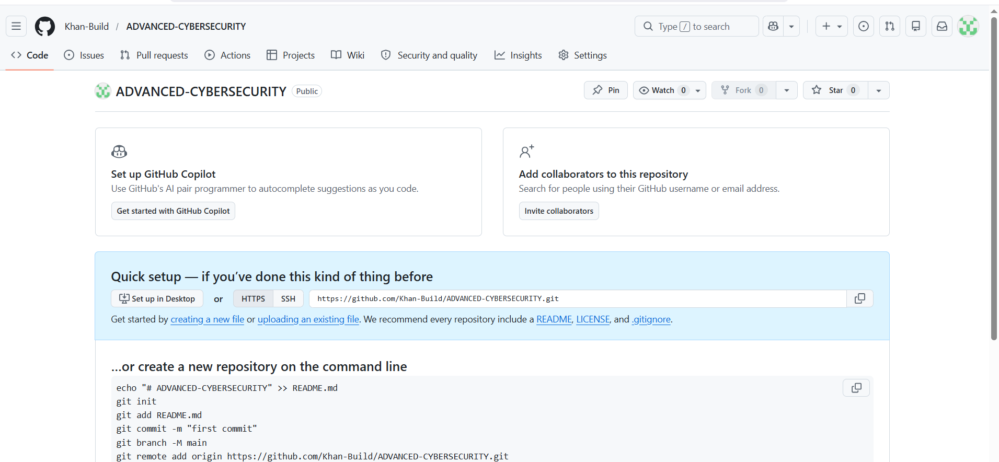 Khan-Build / ADVANCED-CYBERSECURITY
Type / to search
Code Issues Pull requests Actions Projects Wiki Security and quality Insights Settings
ADVANCED-CYBERSECURITY Public
Pin Watch 0 Fork 0 Star 0
Set up GitHub Copilot
Use GitHub's AI pair programmer to autocomplete suggestions as you code.
Get started with GitHub Copilot
Add collaborators to this repository
Search for people using their GitHub username or email address.
Invite collaborators
Quick setup — if you’ve done this kind of thing before
Set up in Desktop or HTTPS SSH https://github.com/Khan-Build/ADVANCED-CYBERSECURITY.git
Get started by creating a new file or uploading an existing file. We recommend every repository include a README, LICENSE, and .gitignore.
...or create a new repository on the command line
echo "# ADVANCED-CYBERSECURITY" >> README.md
git init
git add README.md
git commit -m "first commit"
git branch -M main
git remote add origin https://github.com/Khan-Build/ADVANCED-CYBERSECURITY.git